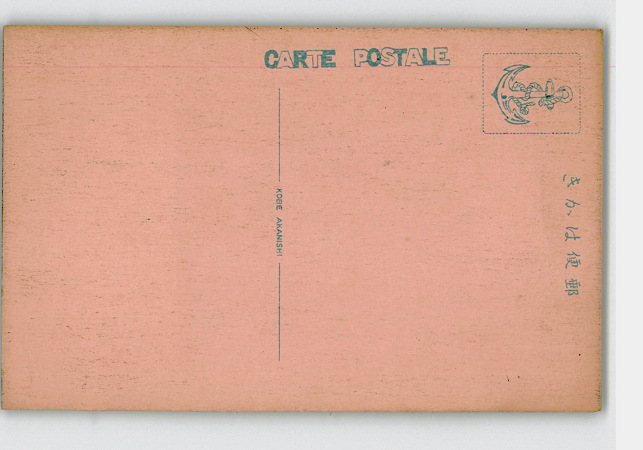 CARTE POSTALE
KOBE AKANISHI
きかは便郵